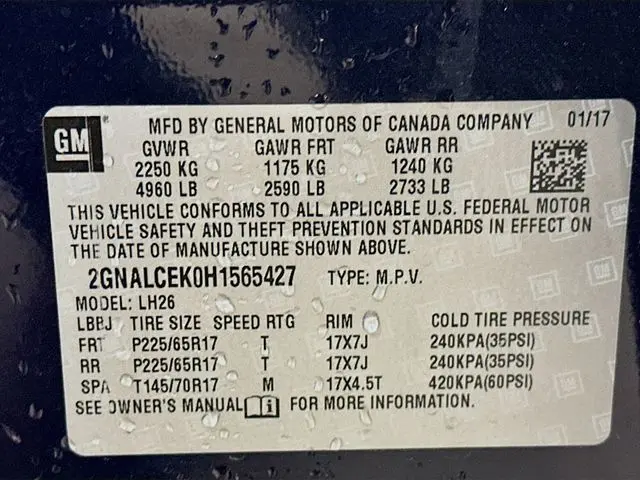 GM
MFD BY GENERAL MOTORS OF CANADA COMPANY 01/17
GVWR GAWR FRT GAWR RR
2250 KG 1175 KG 1240 KG
4960 LB 2590 LB 2733 LB
THIS VEHICLE CONFORMS TO ALL APPLICABLE U.S. FEDERAL MOTOR
VEHICLE SAFETY AND THEFT PREVENTION STANDARDS IN EFFECT ON
THE DATE OF MANUFACTURE SHOWN ABOVE.
2GNALCEK0H1565427 TYPE: M.P.V.
MODEL: LH26
LBBJ TIRE SIZE SPEED RTG RIM COLD TIRE PRESSURE
FRT P225/65R17 T 17X7J 240KPA(35PSI)
RR P225/65R17 T 17X7J 240KPA(35PSI)
SPA T145/70R17 M 17X4.5T 420KPA(60PSI)
SEE OWNER'S MANUAL i FOR MORE INFORMATION.